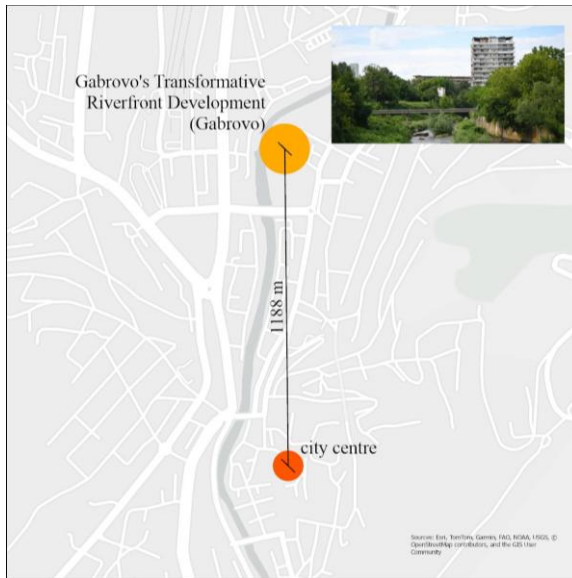 Gabrovo's Transformative
Riverfront Development
(Gabrovo)
1188 m
city centre
Sources: Esri, TomTom, Garmin, FAO, NOAA, USGS, ©
OpenStreetMap contributors, and the GIS User
Community